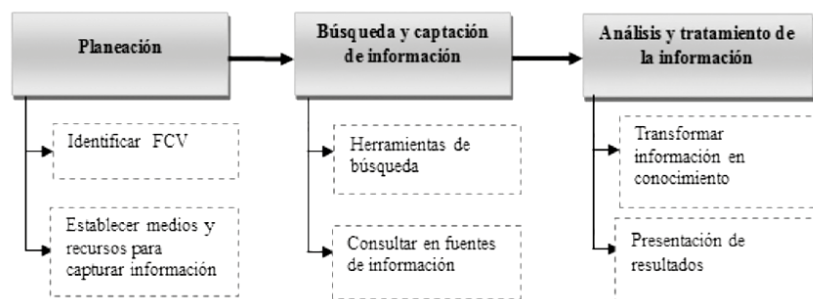 Planeación
Identificar FCV
Establecer medios y
recursos para
capturar información
Búsqueda y captación
de información
Herramientas de
búsqueda
Consultar en fuentes
de información
Análisis y tratamiento de
la información
Transformar
información en
conocimiento
Presentación de
resultados